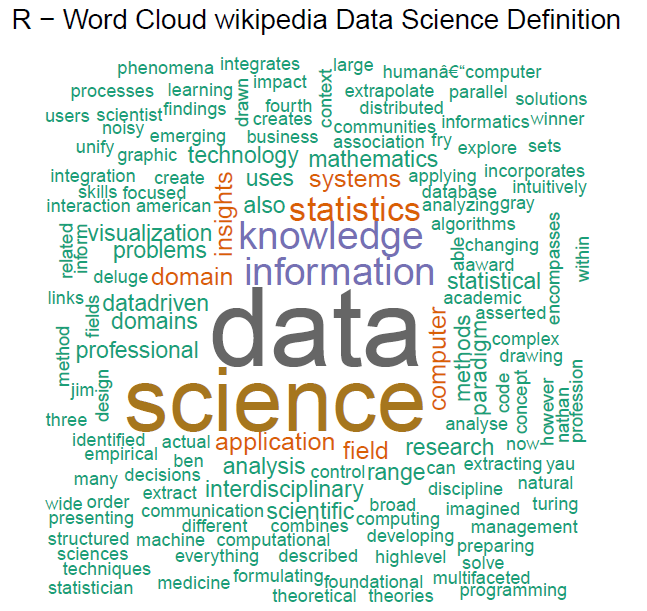 R − Word Cloud wikipedia Data Science Definition
phenomena integrates large humanâ€“computer
processes learning drawn impact context extrapolate parallel solutions
users scientist findings creates fourth distributed
noisy emerging business communities informatics winner
unify graphic technology association fry explore sets
mathematics
integration create insights uses systems applying incorporates
skills focused database intuitively
interaction american also statistics analyzing gray
related inform visualization knowledge algorithms encompasses within
problems able changing
deluge domain information award
statistical
links fields datadriven data academic
domains computer methods paradigm asserted
method professional complex
drawing
jim design science code concept however nathan profession
three analyse
identified actual application field research now
empirical ben analysis control range can extracting yau
many decisions interdisciplinary discipline natural
wide order extract communication scientific broad imagined turing
presenting different combines computing management
structured machine computational developing preparing
sciences everything described highlevel solve
techniques formulating multifaceted
statistician medicine foundational programming
theoretical theories